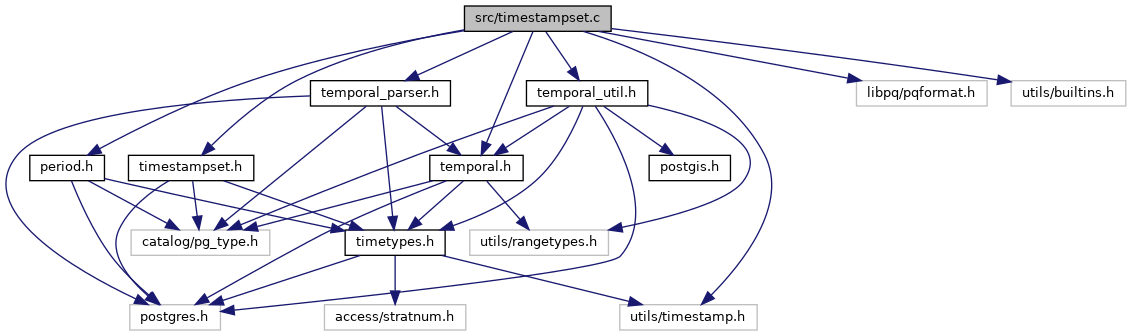 src/timestampset.c
temporal_parser.h
temporal_util.h
libpq/pqformat.h
utils/builtins.h
period.h
timestampset.h
temporal.h
postgis.h
catalog/pg_type.h
timetypes.h
utils/rangetypes.h
postgres.h
access/stratnum.h
utils/timestamp.h